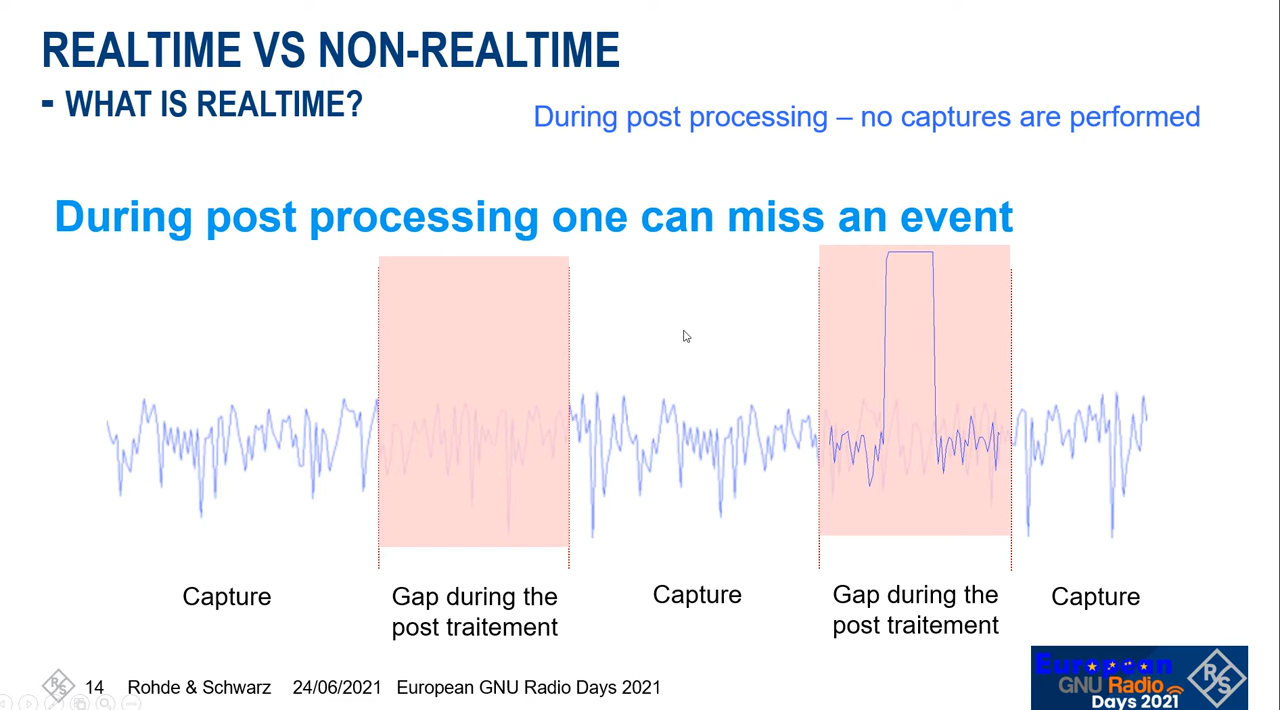 REALTIME VS NON-REALTIME
- WHAT IS REALTIME?
During post processing – no captures are performed
During post processing one can miss an event
Capture
Gap during the
post traitement
Capture
Gap during the
post traitement
Capture
R&S
14 Rohde & Schwarz 24/06/2021 European GNU Radio Days 2021
European
GNU Radio
Days 2021
R&S